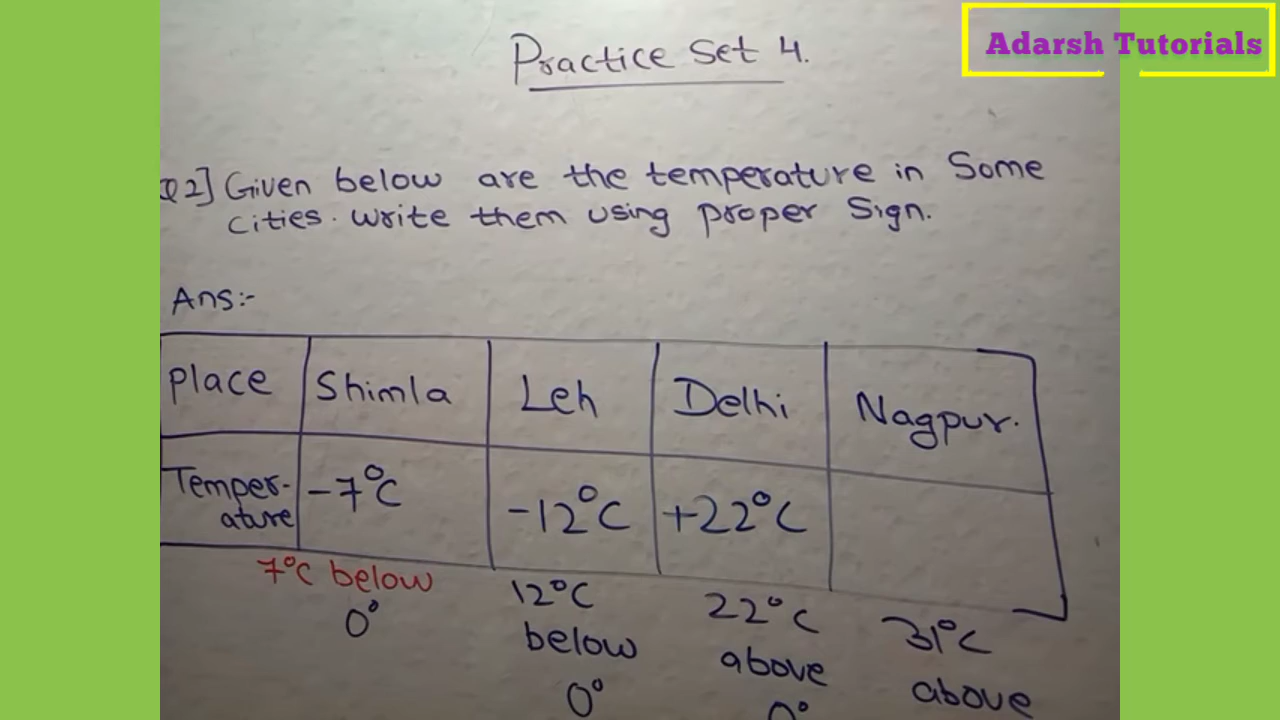 Adarsh Tutorials
Practice Set 4.
Q2] Given below are the temperature in Some
Cities. write them using proper Sign.
Ans:-
Place Shimla Leh Delhi Nagpur.
Temper-
ature -7°C -12°C +22°C
7°C below
0°
12°C
below
0°
22°C
above
0°
31°C
above